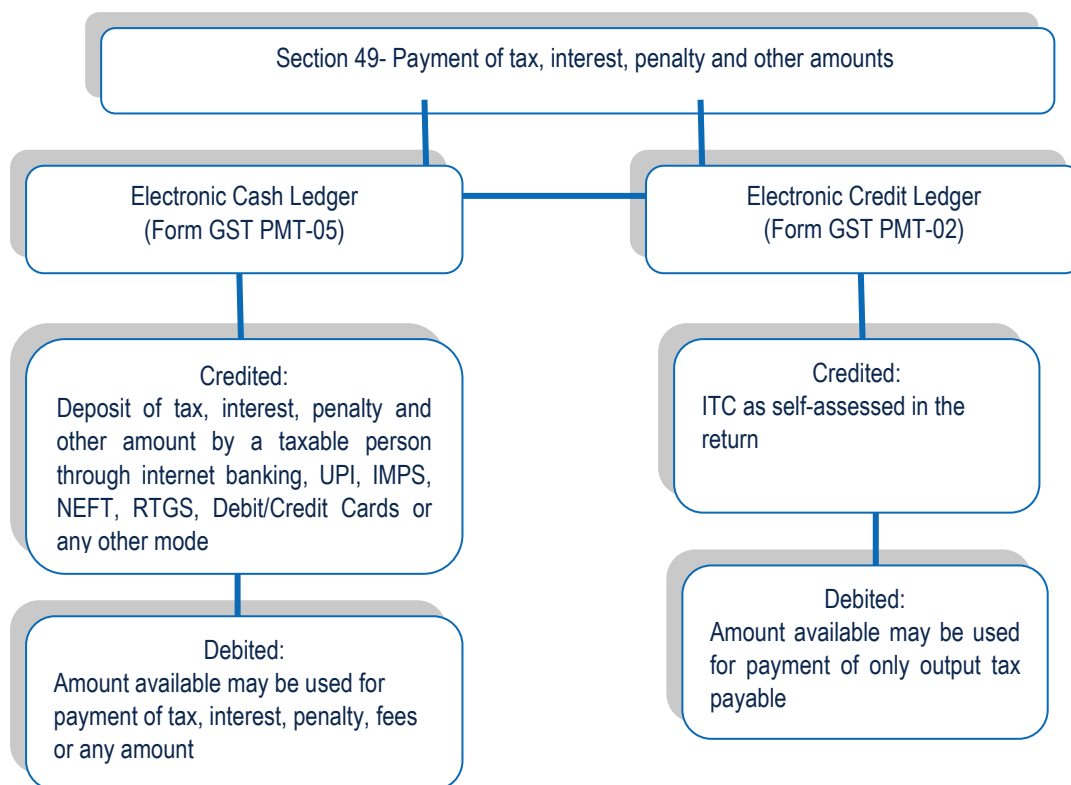 Section 49- Payment of tax, interest, penalty and other amounts
Electronic Cash Ledger
(Form GST PMT-05)
Electronic Credit Ledger
(Form GST PMT-02)
Credited:
Deposit of tax, interest, penalty and
other amount by a taxable person
through internet banking, UPI, IMPS,
NEFT, RTGS, Debit/Credit Cards or
any other mode
Credited:
ITC as self-assessed in the
return
Debited:
Amount available may be used for
payment of tax, interest, penalty, fees
or any amount
Debited:
Amount available may be used
for payment of only output tax
payable